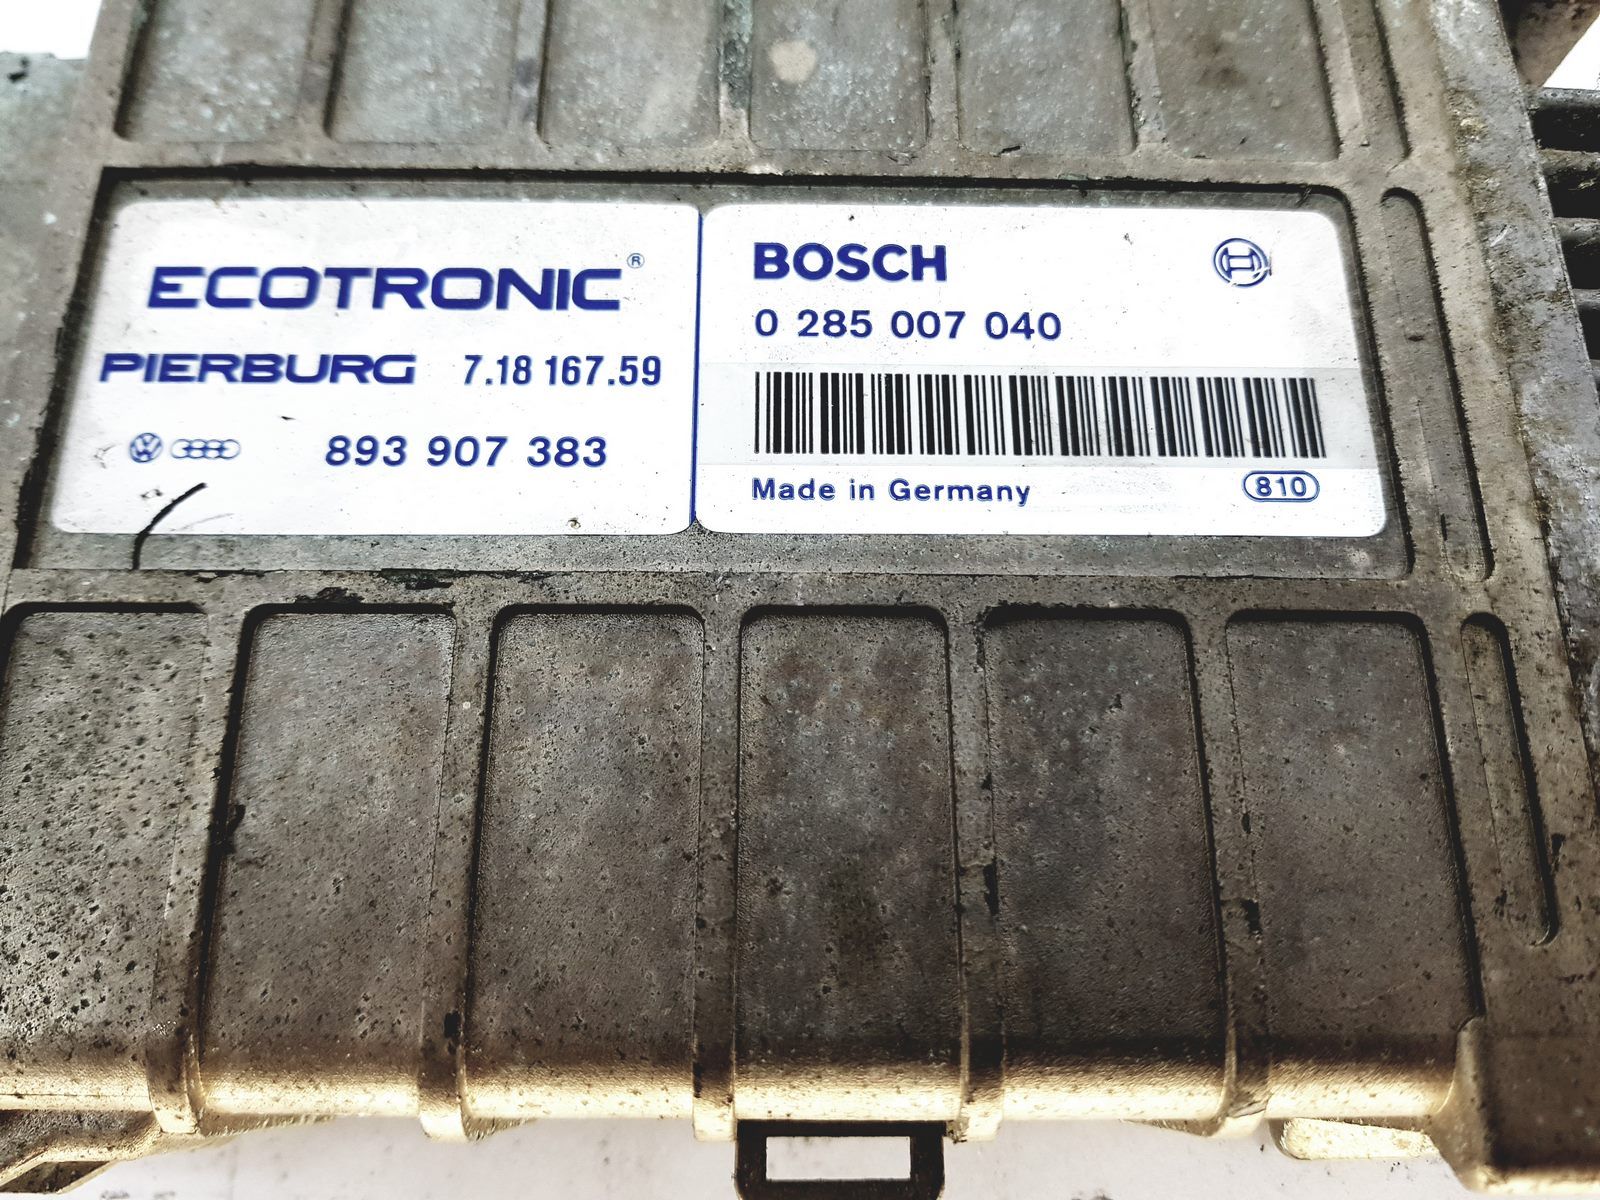 ECOTRONIC®
PIERBURG 7.18 167.59
893 907 383
BOSCH
0 285 007 040
Made in Germany 810